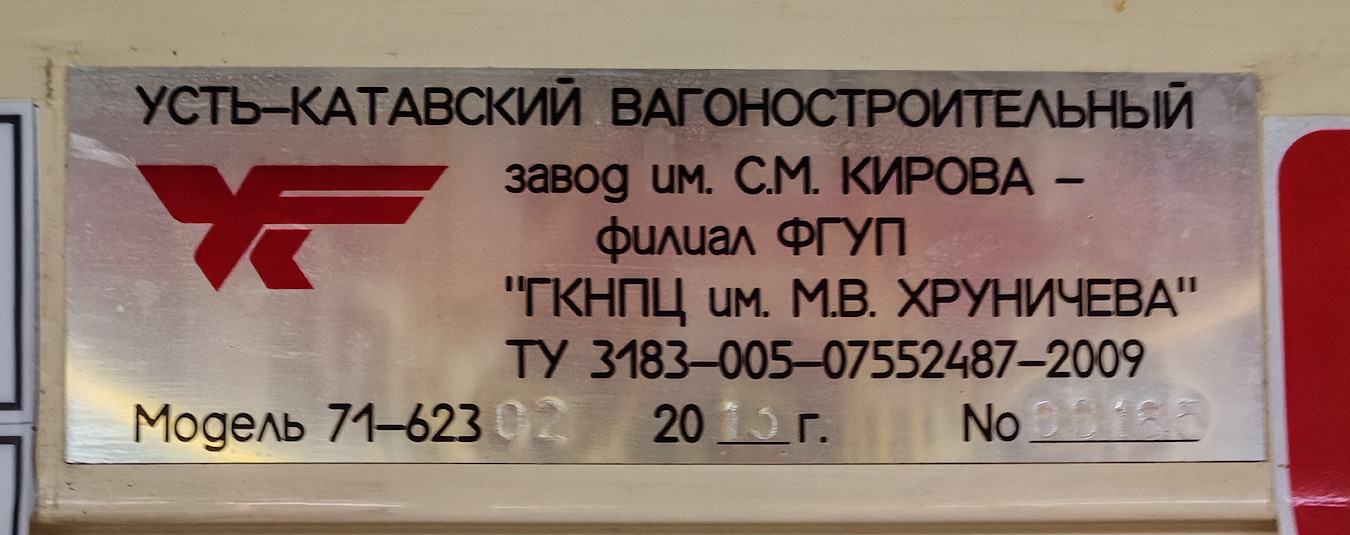 УСТЬ–КАТАВСКИЙ ВАГОНОСТРОИТЕЛЬНЫЙ
завод им. С.М. КИРОВА –
филиал ФГУП
"ГКНПЦ им. М.В. ХРУНИЧЕВА"
ТУ 3183–005–07552487–2009
Модель 71–623 02 20 г. No